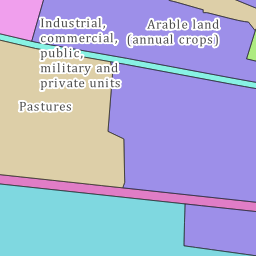 Industrial,
commercial,
public,
military and
private units
Arable land
(annual crops)
Pastures